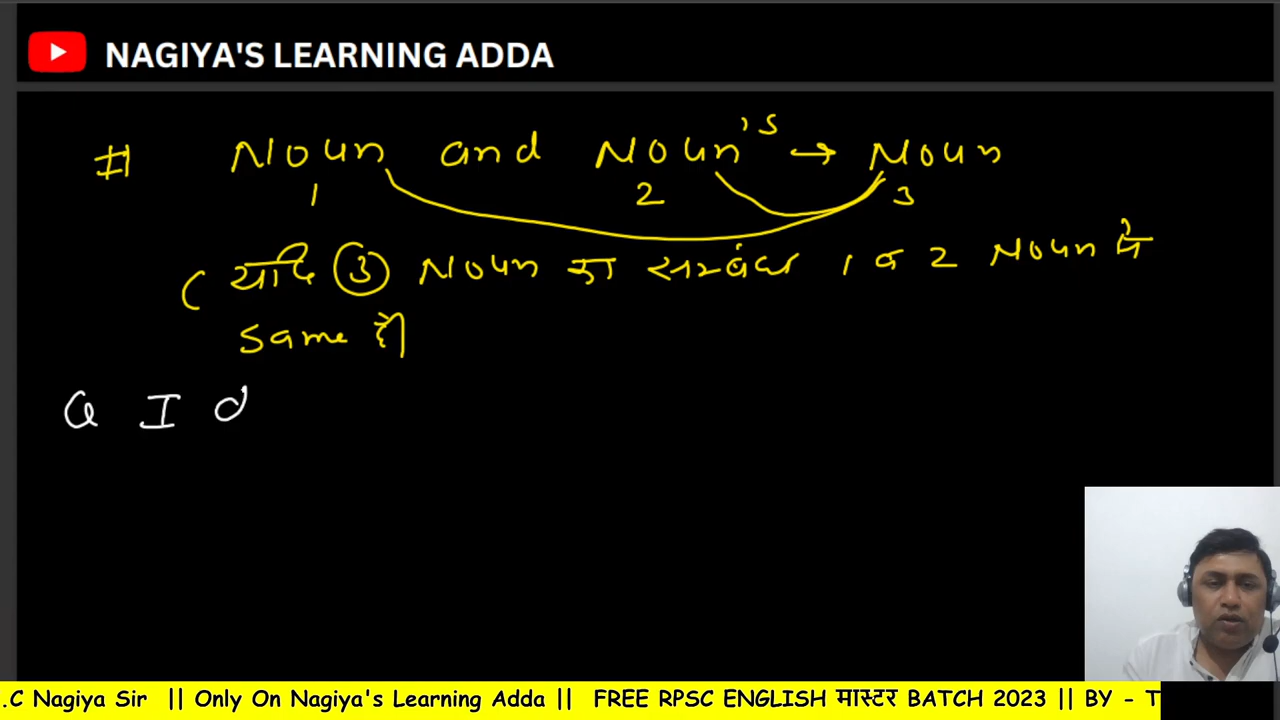 NAGIYA'S LEARNING ADDA
# Noun and Noun's → Noun
1 2 3
( यदि ③ Noun का सम्बंध 1 व 2 Noun से
same हो
Q I d
.C Nagiya Sir || Only On Nagiya's Learning Adda || FREE RPSC ENGLISH मास्टर BATCH 2023 || BY - T